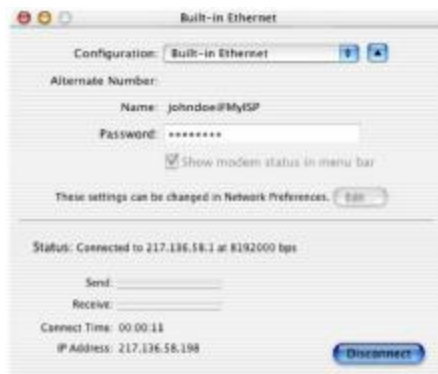 Built-in Ethernet
Configuration: Built-in Ethernet
Alternate Number:
Name: johndoe@MyISP
Password: ••••••••
Show modem status in menu bar
These settings can be changed in Network Preferences. Edit...
Status: Connected to 217.136.58.1 at 8192000 bps
Send:
Receive:
Connect Time: 00:00:11
IP Address: 217.136.58.198
Disconnect